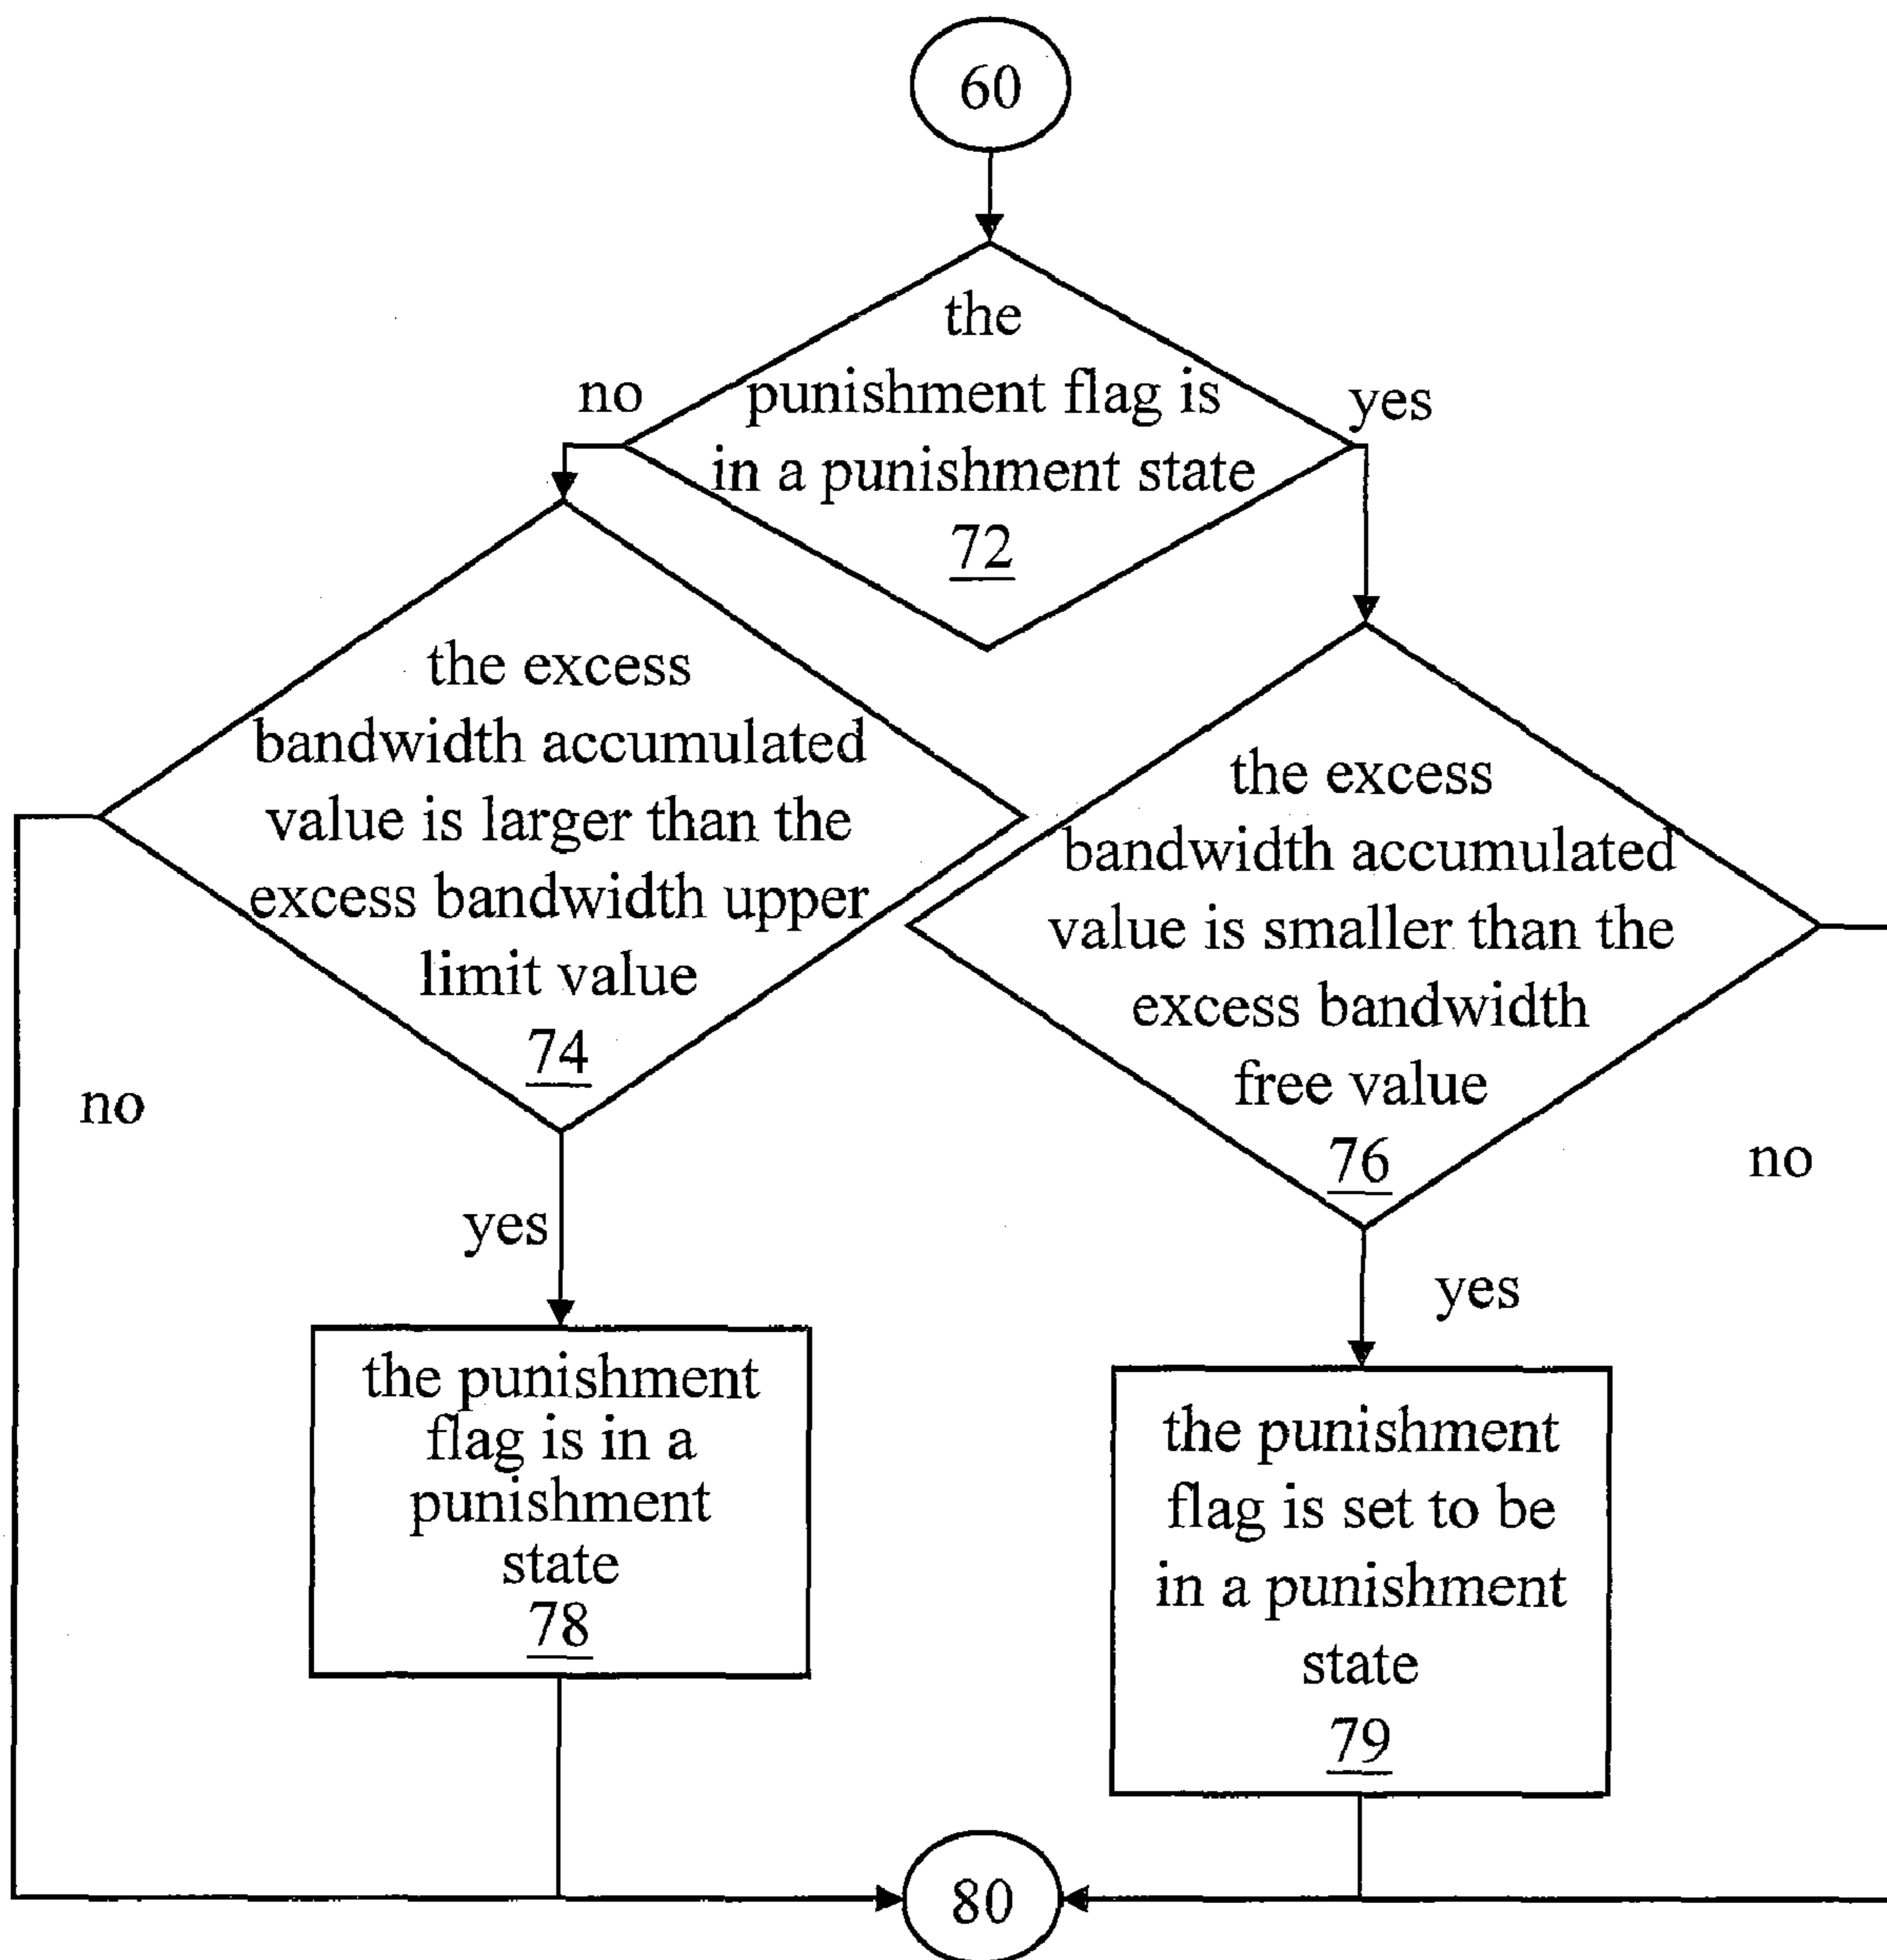 60
the
punishment flag is
in a punishment state
72
no
yes
the excess
bandwidth accumulated
value is larger than the
excess bandwidth upper
limit value
74
no
yes
the excess
bandwidth accumulated
value is smaller than the
excess bandwidth
free value
76
no
yes
the punishment
flag is in a
punishment
state
78
the punishment
flag is set to be
in a punishment
state
79
80